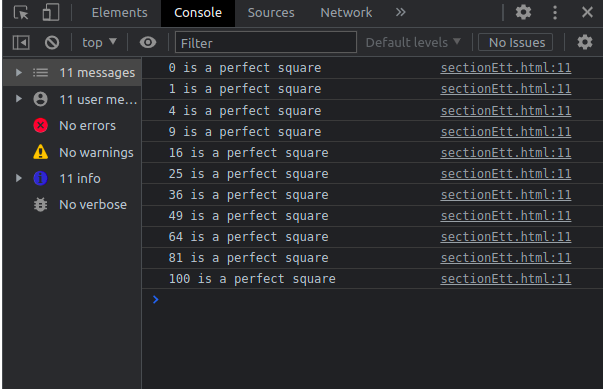 Elements Console Sources Network »
top ▼ Filter Default levels ▼ No Issues
11 messages
11 user me...
No errors
No warnings
11 info
No verbose
0 is a perfect square sectionEtt.html:11
1 is a perfect square sectionEtt.html:11
4 is a perfect square sectionEtt.html:11
9 is a perfect square sectionEtt.html:11
16 is a perfect square sectionEtt.html:11
25 is a perfect square sectionEtt.html:11
36 is a perfect square sectionEtt.html:11
49 is a perfect square sectionEtt.html:11
64 is a perfect square sectionEtt.html:11
81 is a perfect square sectionEtt.html:11
100 is a perfect square sectionEtt.html:11